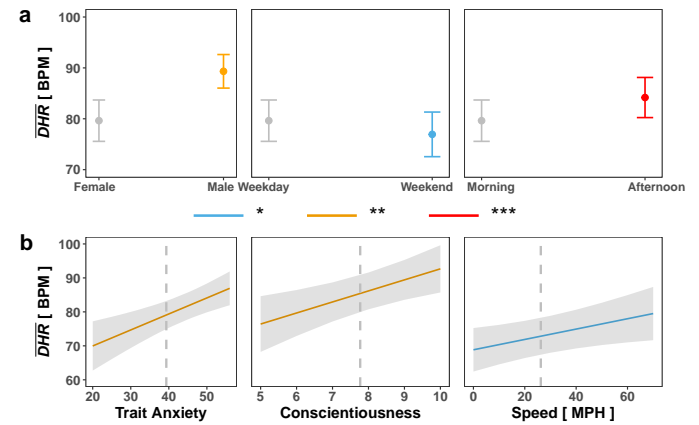 a
DHR [ BPM ]
100
90
80
70
Female Male Weekday Weekend Morning Afternoon
* ** ***
b
DHR [ BPM ]
100
90
80
70
60
20 30 40 50 5 6 7 8 9 10 0 20 40 60
Trait Anxiety Conscientiousness Speed [ MPH ]